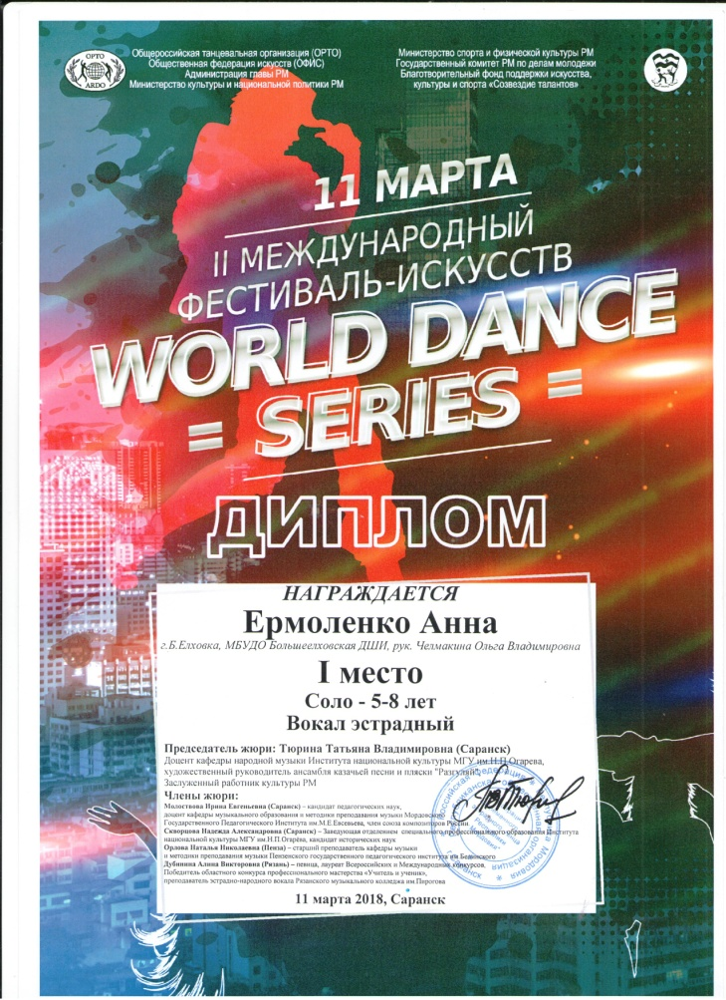 ОРТО
ARDO
Общероссийская танцевальная организация (ОРТО)
Общественная федерация искусств (ОФИС)
Администрация главы РМ
Министерство культуры и национальной политики РМ
Министерство спорта и физической культуры РМ
Государственный комитет РМ по делам молодежи
Благотворительный фонд поддержки искусства,
культуры и спорта «Созвездие талантов»
11 МАРТА
II МЕЖДУНАРОДНЫЙ
ФЕСТИВАЛЬ-ИСКУССТВ
WORLD DANCE
= SERIES =
ДИПЛОМ
НАГРАЖДАЕТСЯ
Ермоленко Анна
г.Б.Елховка, МБУДО Большеелховская ДШИ, рук. Челмакина Ольга Владимировна
I место
Соло - 5-8 лет
Вокал эстрадный
Председатель жюри: Тюрина Татьяна Владимировна (Саранск)
Доцент кафедры народной музыки Института национальной культуры МГУ им.Н.П.Огарева,
художественный руководитель ансамбля казачьей песни и пляски "Разгуляй",
Заслуженный работник культуры РМ
Члены жюри:
Молоствова Ирина Евгеньевна (Саранск) – кандидат педагогических наук,
доцент кафедры музыкального образования и методики преподавания музыки Мордовского
Государственного Педагогического Института им.М.Е.Евсевьева, член союза композиторов России
Скворцова Надежда Александровна (Саранск) – Заведующая отделением специального профессионального образования Института
национальной культуры МГУ им.Н.П Огарёва, кандидат исторических наук
Орлова Наталья Николаевна (Пенза) – старший преподаватель кафедры музыки
и методики преподавания музыки Пензенского государственного педагогического института им Белинского
Дубинина Алина Викторовна (Рязань) – певица, лауреат Всероссийских и Международных конкурсов,
Победитель областного конкурса профессионального мастерства «Учитель и ученик»,
преподаватель эстрадно-народного вокала Рязанского музыкального колледжа им.Пирогова
11 марта 2018, Саранск